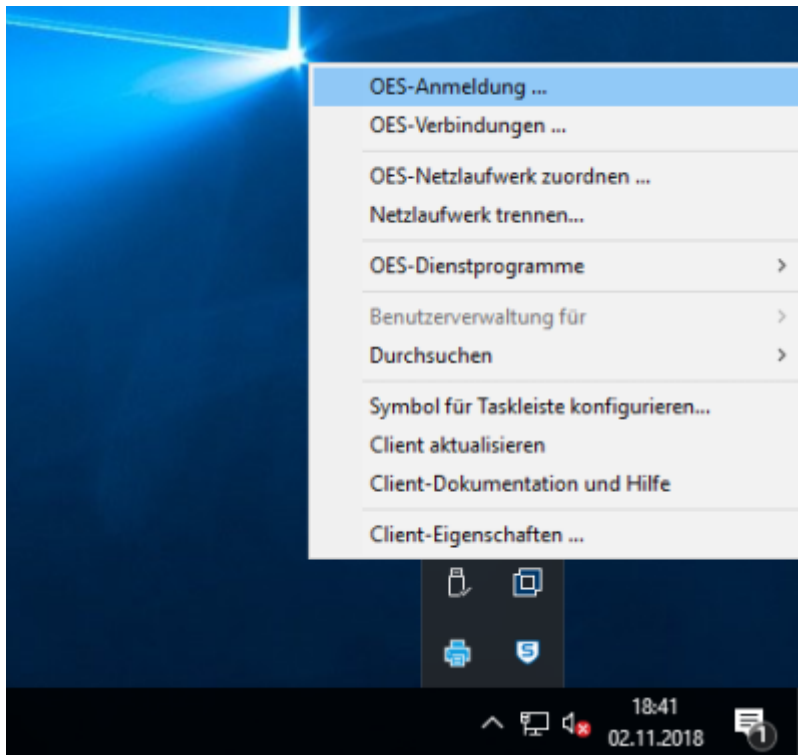 OES-Anmeldung ...
OES-Verbindungen ...
OES-Netzlaufwerk zuordnen ...
Netzlaufwerk trennen...
OES-Dienstprogramme
Benutzerverwaltung für
Durchsuchen
Symbol für Taskleiste konfigurieren...
Client aktualisieren
Client-Dokumentation und Hilfe
Client-Eigenschaften ...
S
18:41
02.11.2018
1